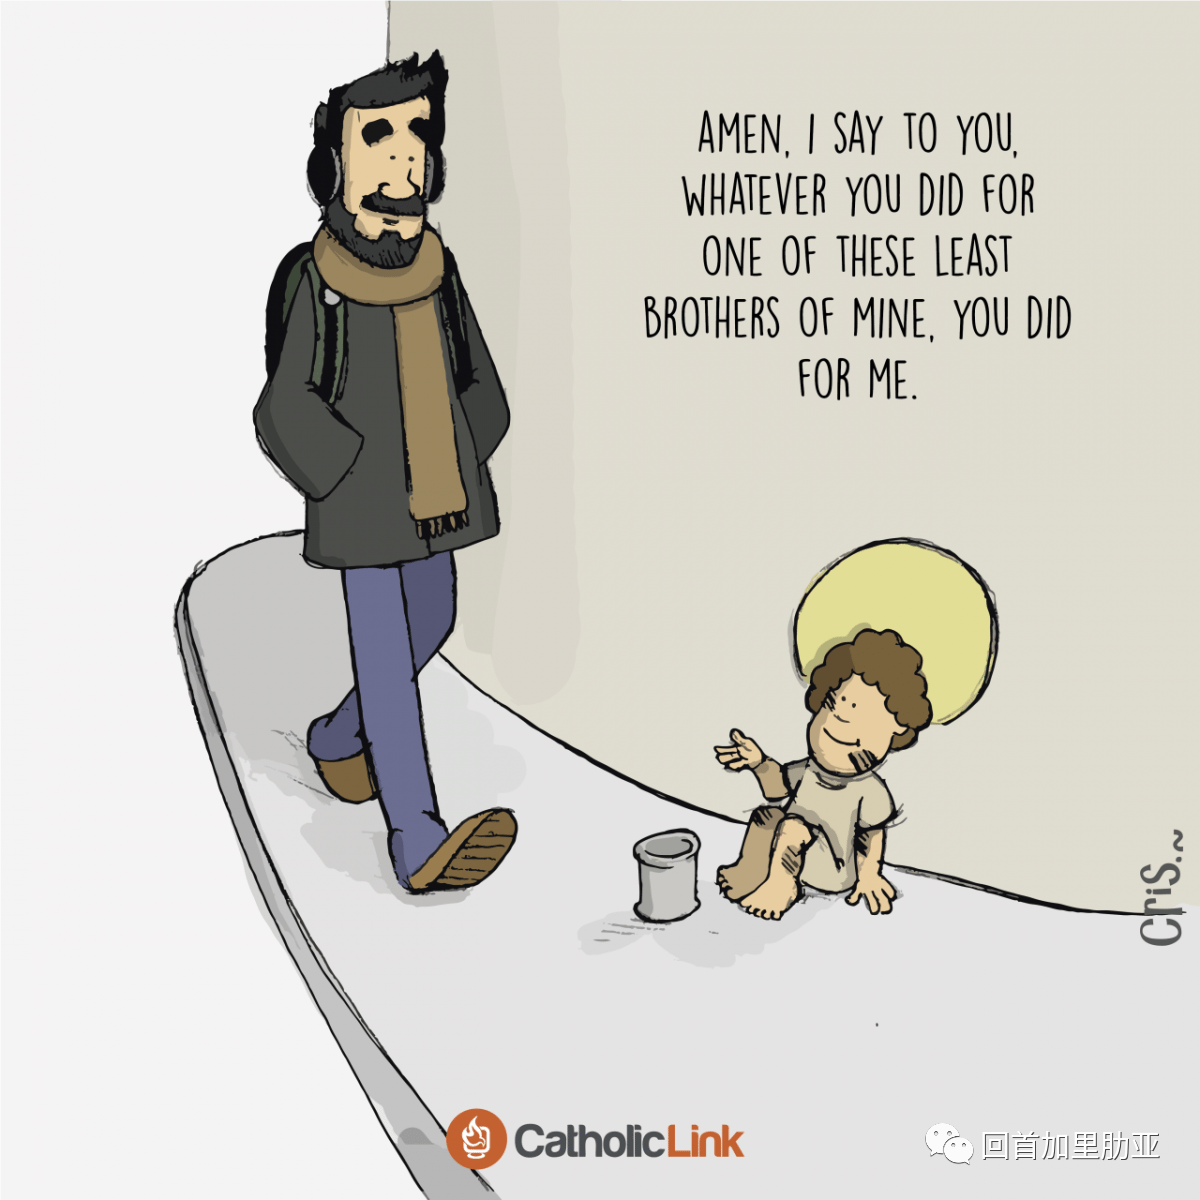 AMEN, I SAY TO YOU,
WHATEVER YOU DID FOR
ONE OF THESE LEAST
BROTHERS OF MINE, YOU DID
FOR ME.
Cris.~
CatholicLink
回首加里肋亚